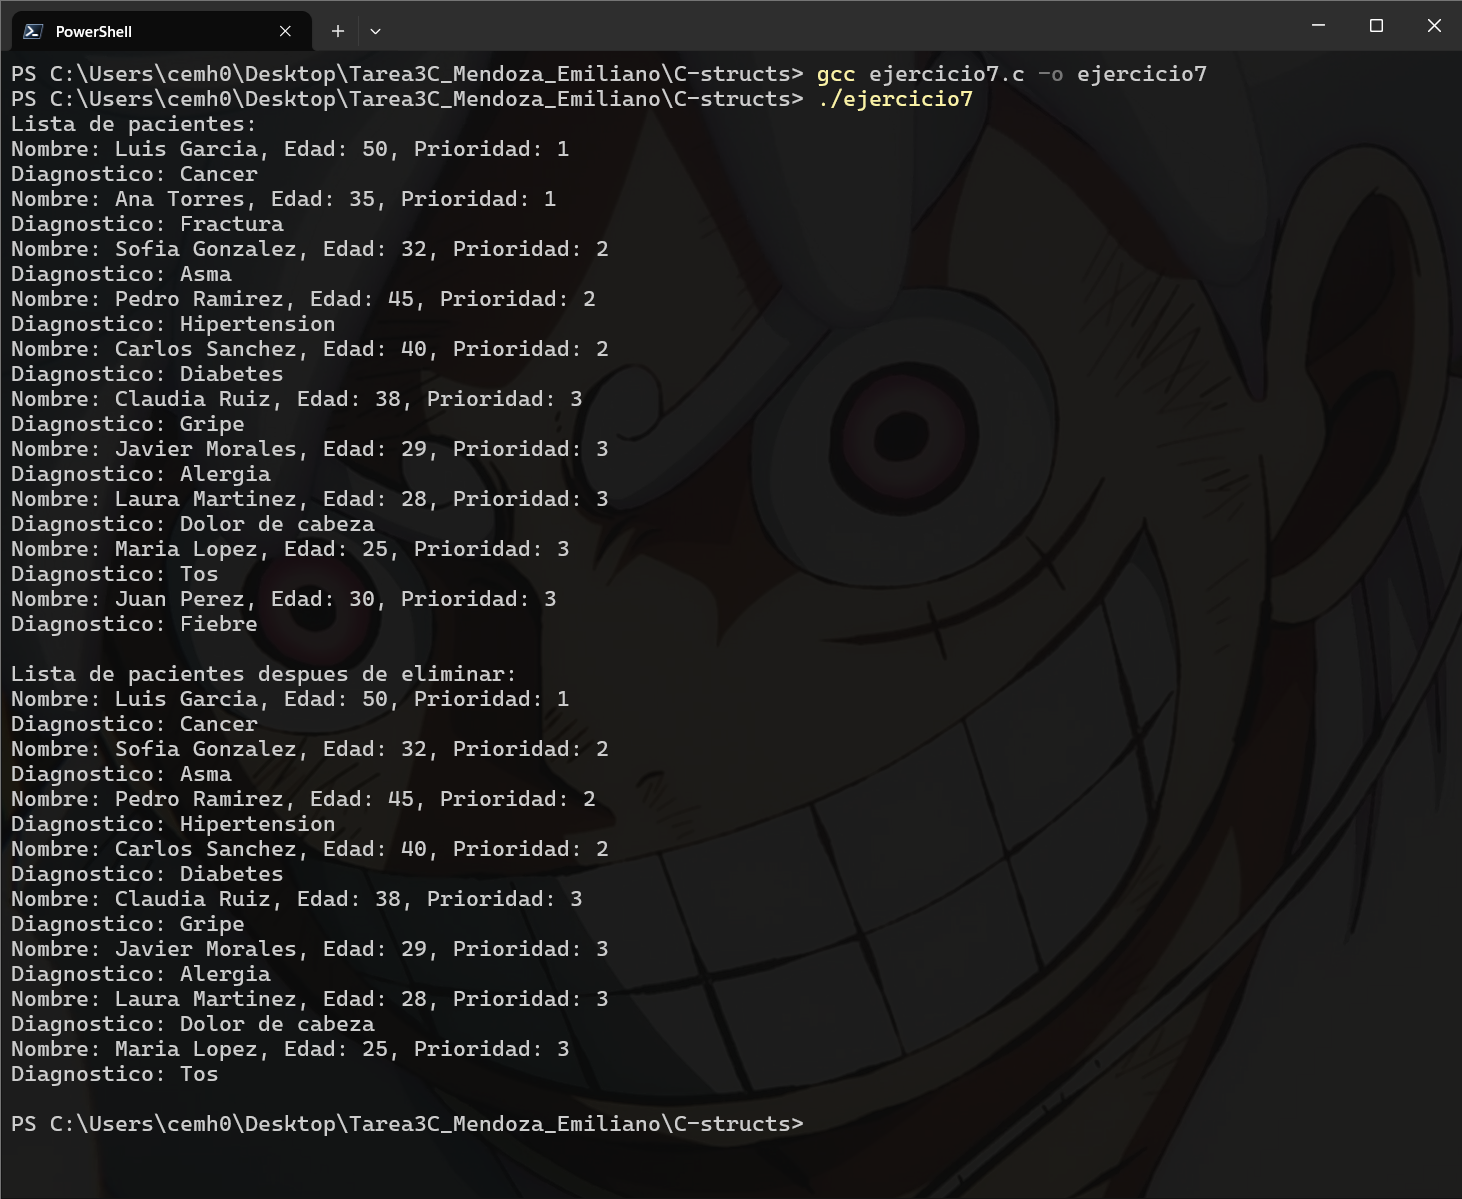 PowerShell
PS C:\Users\cemh0\Desktop\Tarea3C_Mendoza_Emiliano\C-structs> gcc ejercicio7.c -o ejercicio7
PS C:\Users\cemh0\Desktop\Tarea3C_Mendoza_Emiliano\C-structs> ./ejercicio7
Lista de pacientes:
Nombre: Luis Garcia, Edad: 50, Prioridad: 1
Diagnostico: Cancer
Nombre: Ana Torres, Edad: 35, Prioridad: 1
Diagnostico: Fractura
Nombre: Sofia Gonzalez, Edad: 32, Prioridad: 2
Diagnostico: Asma
Nombre: Pedro Ramirez, Edad: 45, Prioridad: 2
Diagnostico: Hipertension
Nombre: Carlos Sanchez, Edad: 40, Prioridad: 2
Diagnostico: Diabetes
Nombre: Claudia Ruiz, Edad: 38, Prioridad: 3
Diagnostico: Gripe
Nombre: Javier Morales, Edad: 29, Prioridad: 3
Diagnostico: Alergia
Nombre: Laura Martinez, Edad: 28, Prioridad: 3
Diagnostico: Dolor de cabeza
Nombre: Maria Lopez, Edad: 25, Prioridad: 3
Diagnostico: Tos
Nombre: Juan Perez, Edad: 30, Prioridad: 3
Diagnostico: Fiebre

Lista de pacientes despues de eliminar:
Nombre: Luis Garcia, Edad: 50, Prioridad: 1
Diagnostico: Cancer
Nombre: Sofia Gonzalez, Edad: 32, Prioridad: 2
Diagnostico: Asma
Nombre: Pedro Ramirez, Edad: 45, Prioridad: 2
Diagnostico: Hipertension
Nombre: Carlos Sanchez, Edad: 40, Prioridad: 2
Diagnostico: Diabetes
Nombre: Claudia Ruiz, Edad: 38, Prioridad: 3
Diagnostico: Gripe
Nombre: Javier Morales, Edad: 29, Prioridad: 3
Diagnostico: Alergia
Nombre: Laura Martinez, Edad: 28, Prioridad: 3
Diagnostico: Dolor de cabeza
Nombre: Maria Lopez, Edad: 25, Prioridad: 3
Diagnostico: Tos

PS C:\Users\cemh0\Desktop\Tarea3C_Mendoza_Emiliano\C-structs>